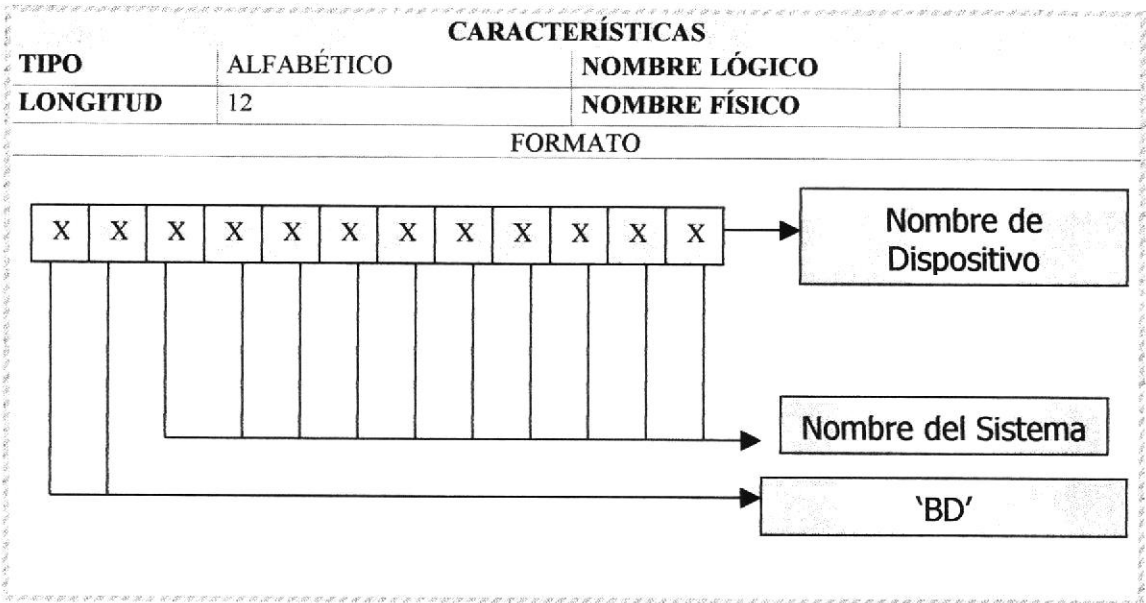 CARACTERÍSTICAS
TIPO ALFABÉTICO NOMBRE LÓGICO
LONGITUD 12 NOMBRE FÍSICO
FORMATO
X X X X X X X X X X X X
Nombre de
Dispositivo
Nombre del Sistema
‘BD’